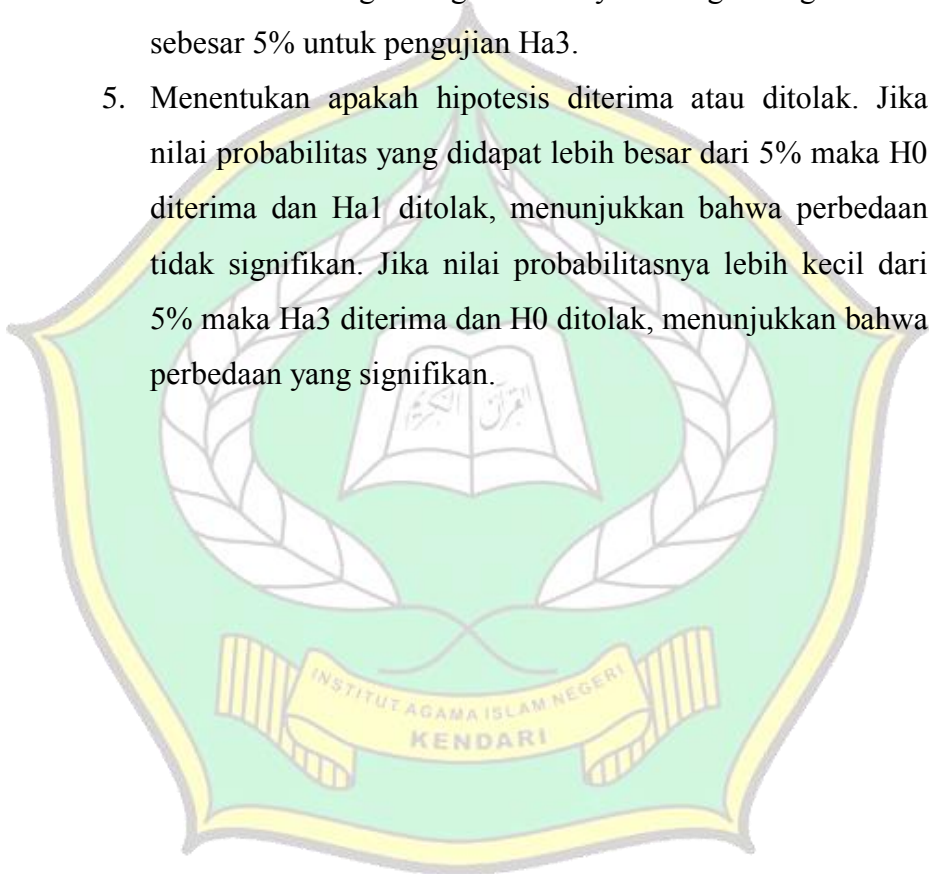 sebesar 5% untuk pengujian Ha3.
5. Menentukan apakah hipotesis diterima atau ditolak. Jika
nilai probabilitas yang didapat lebih besar dari 5% maka H0
diterima dan Ha1 ditolak, menunjukkan bahwa perbedaan
tidak signifikan. Jika nilai probabilitasnya lebih kecil dari
5% maka Ha3 diterima dan H0 ditolak, menunjukkan bahwa
perbedaan yang signifikan.
القرآن الكريم
INSTITUT AGAMA ISLAM NEGERI
KENDARI